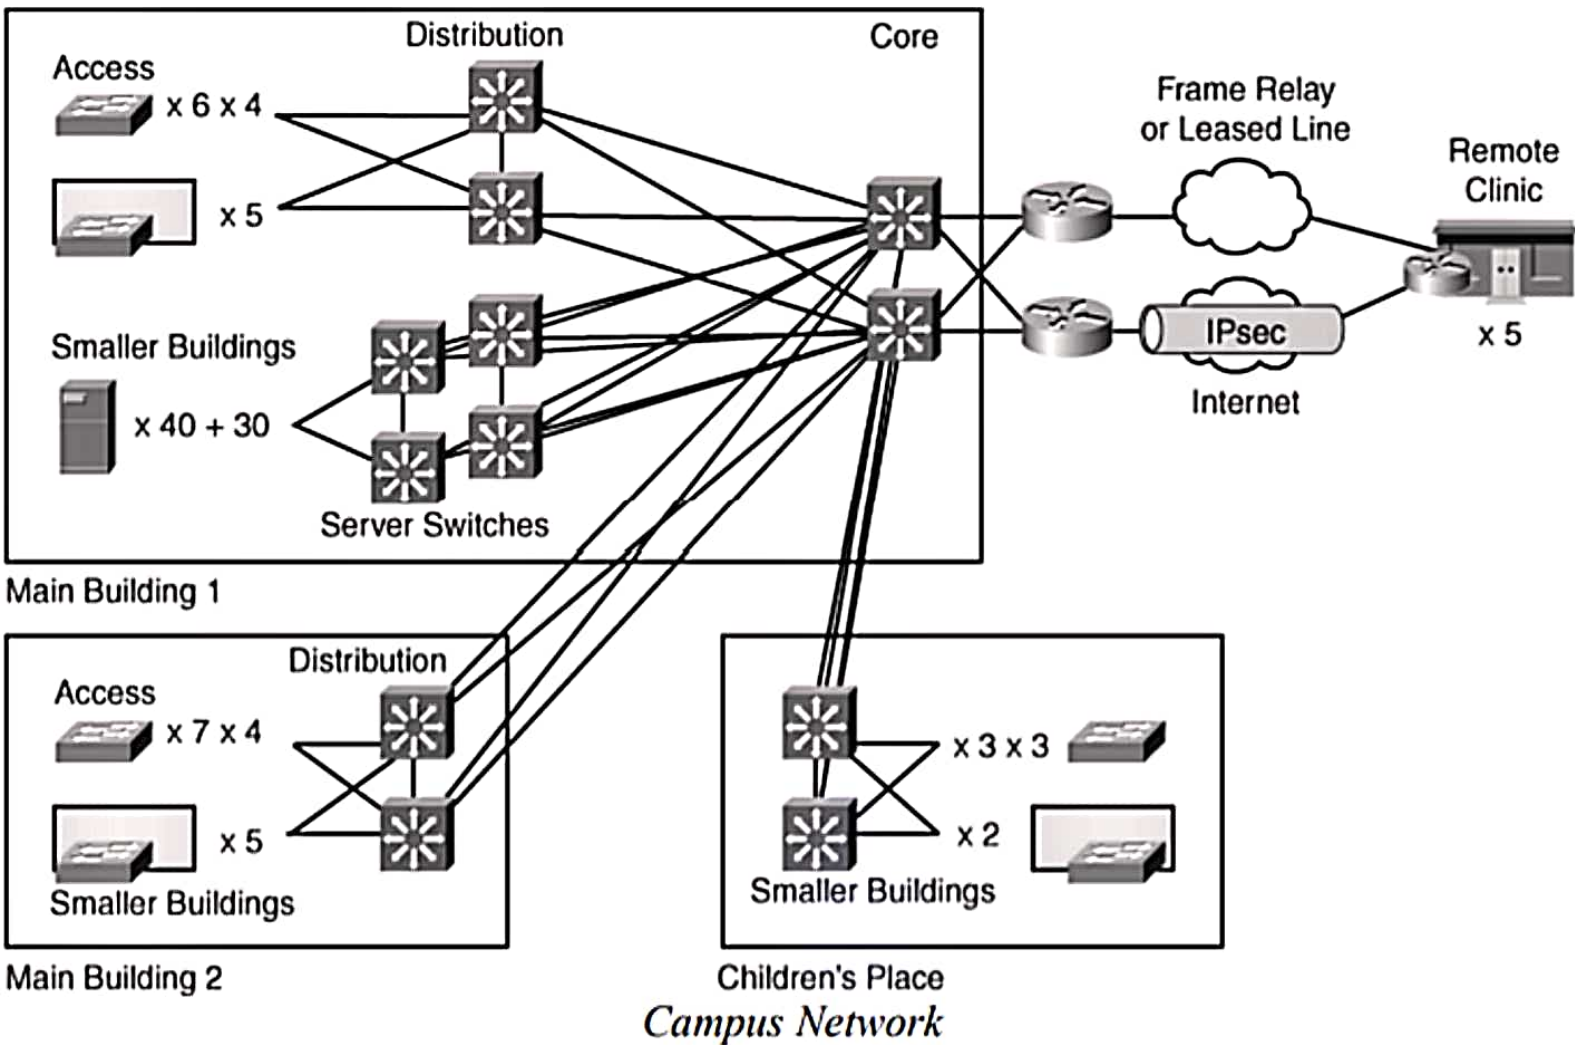 Distribution
Core
Access
x 6 x 4
x 5
Smaller Buildings
x 40 + 30
Server Switches
Main Building 1
Frame Relay
or Leased Line
Remote
Clinic
IPsec
x 5
Internet
Distribution
Access
x 7 x 4
x 5
Smaller Buildings
Main Building 2
x 3 x 3
x 2
Smaller Buildings
Children's Place
Campus Network